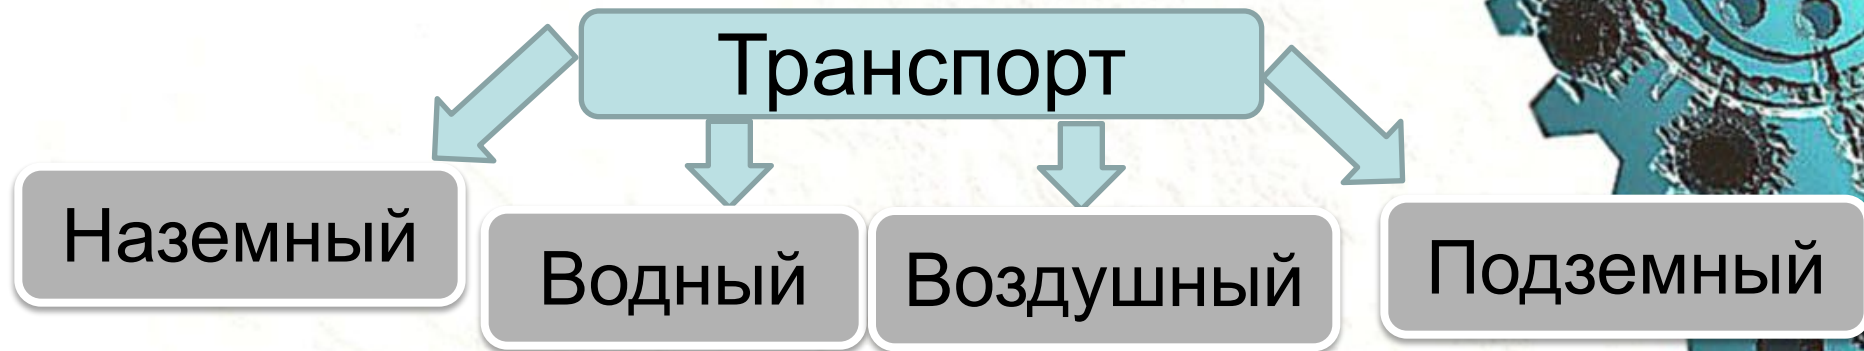 Транспорт
Наземный
Водный
Воздушный
Подземный